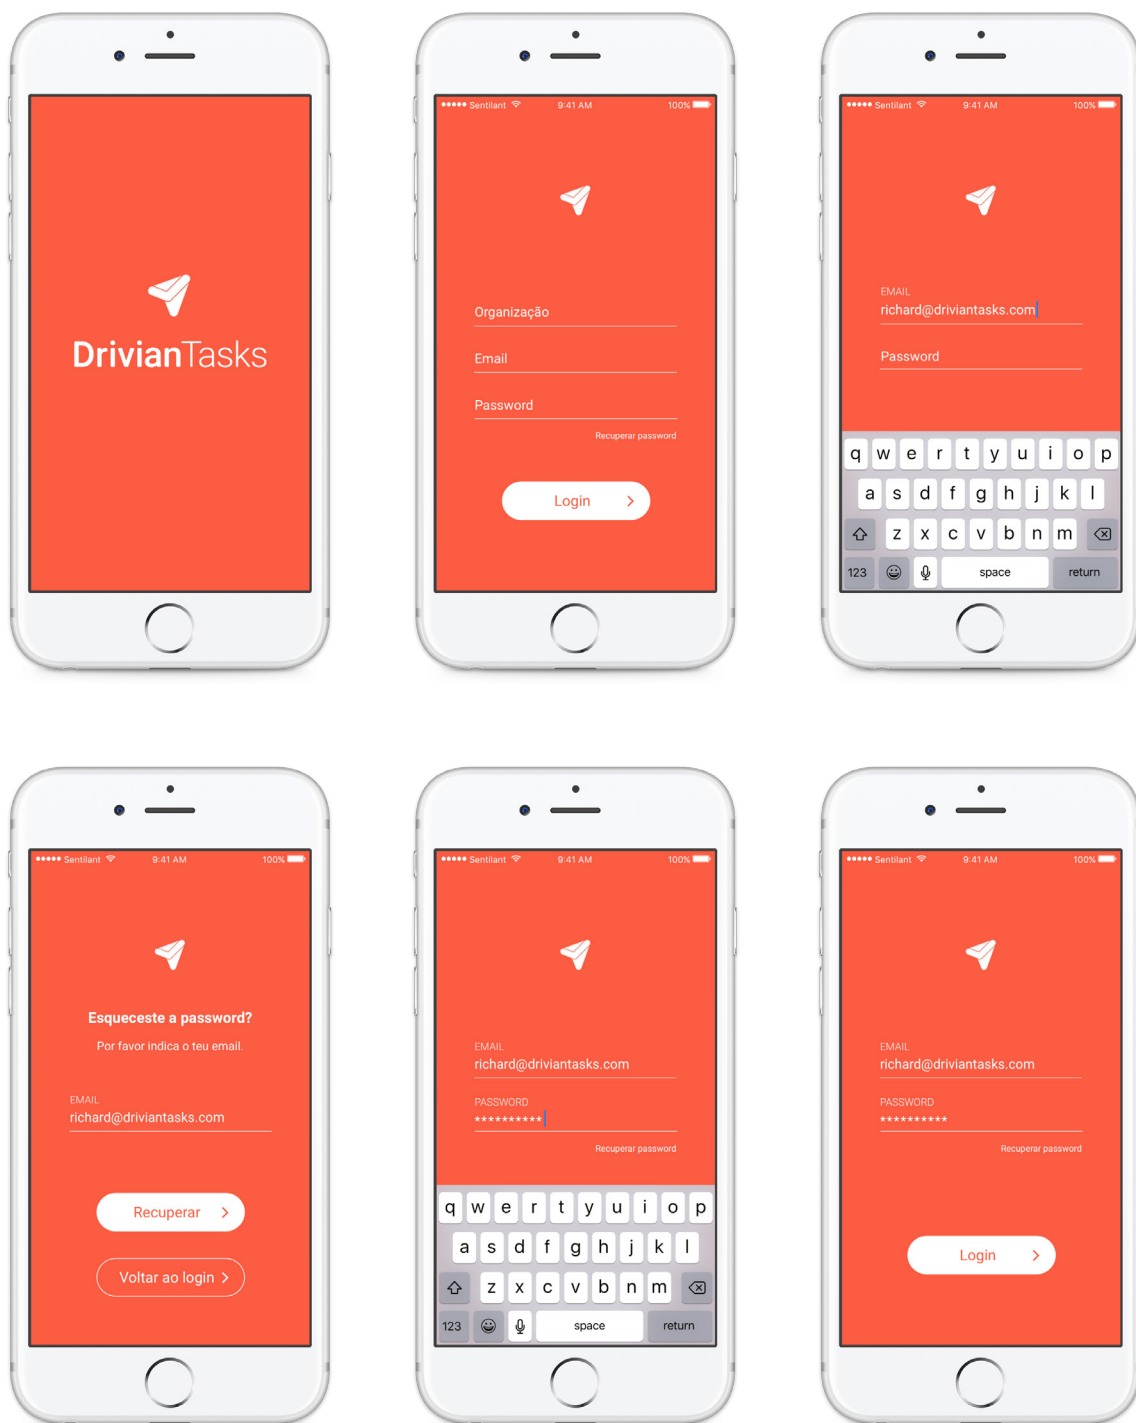 DrivianTasks
Sentilant 9:41 AM 100%
Organização
Email
Password
Recuperar password
Login
Sentilant 9:41 AM 100%
EMAIL
richard@driviantasks.com
Password
q w e r t y u i o p
a s d f g h j k l
z x c v b n m
123 space return
Sentilant 9:41 AM 100%
Esqueceste a password?
Por favor indica o teu email.
EMAIL
richard@driviantasks.com
Recuperar
Voltar ao login
Sentilant 9:41 AM 100%
EMAIL
richard@driviantasks.com
PASSWORD
**********
Recuperar password
q w e r t y u i o p
a s d f g h j k l
z x c v b n m
123 space return
Sentilant 9:41 AM 100%
EMAIL
richard@driviantasks.com
PASSWORD
**********
Recuperar password
Login